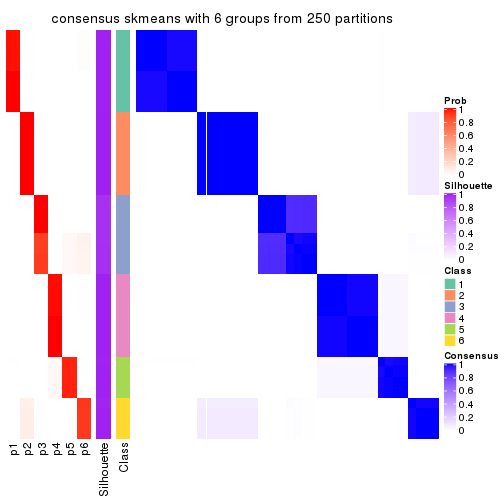 consensus skmeans with 6 groups from 250 partitions
Prob
1
0.8
0.6
0.4
0.2
0
Silhouette
1
0.8
0.6
0.4
0.2
0
Class
1
2
3
4
5
6
Consensus
1
0.8
0.6
0.4
0.2
0
p1
p2
p3
p4
p5
p6
Silhouette
Class